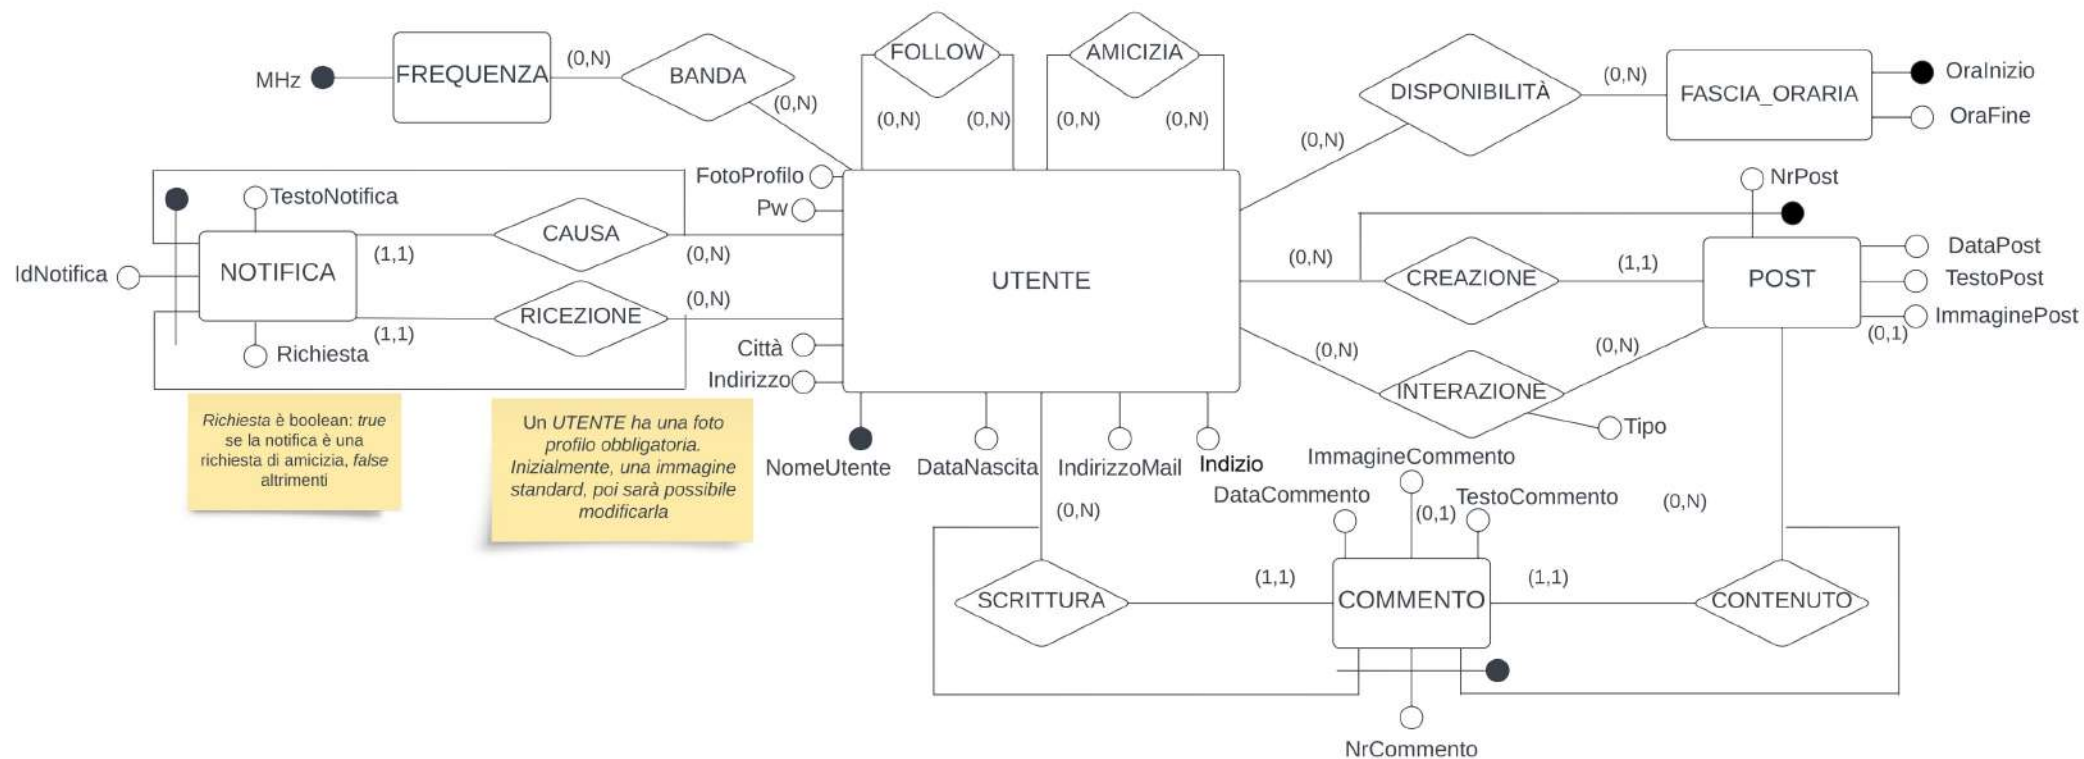 FOLLOW
AMICIZIA
MHz
FREQUENZA
(0,N)
BANDA
(0,N)
(0,N)
(0,N)
(0,N)
(0,N)
DISPONIBILITÀ
(0,N)
(0,N)
FASCIA_ORARIA
OraInizio
OraFine
FotoProfilo
Pw
TestoNotifica
CAUSA
(1,1)
(0,N)
IdNotifica
NOTIFICA
RICEZIONE
(1,1)
(0,N)
Richiesta
UTENTE
Città
Indirizzo
(0,N)
CREAZIONE
(1,1)
NrPost
POST
DataPost
TestoPost
ImmaginePost
(0,1)
(0,N)
INTERAZIONE
(0,N)
Tipo
Richiesta è boolean: true
se la notifica è una
richiesta di amicizia, false
altrimenti
Un UTENTE ha una foto
profilo obbligatoria.
Inizialmente, una immagine
standard, poi sarà possibile
modificarla
NomeUtente
DataNascita
IndirizzoMail
Indizio
ImmagineCommento
DataCommento
TestoCommento
(0,1)
(0,N)
(0,N)
SCRITTURA
(1,1)
COMMENTO
(1,1)
CONTENUTO
NrCommento